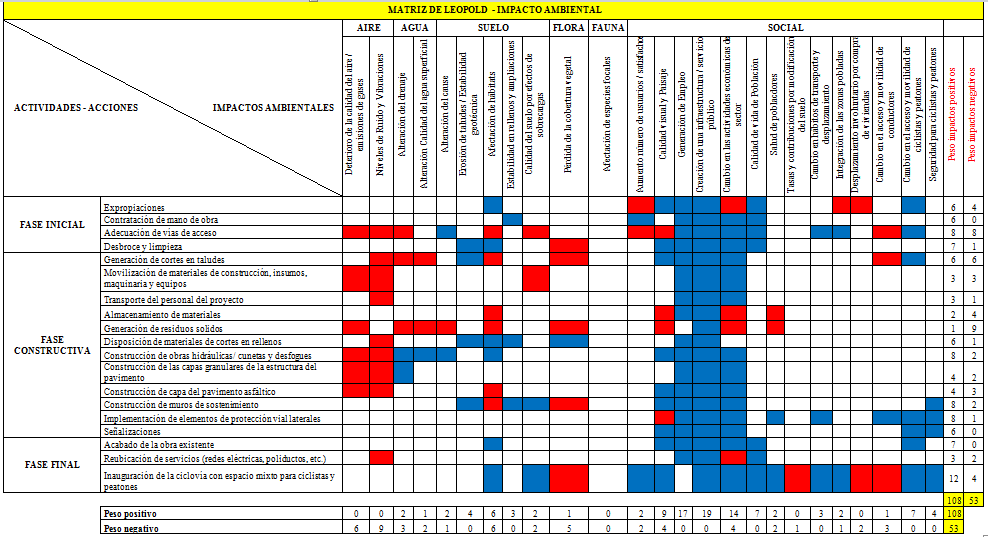 MATRIZ DE LEOPOLD - IMPACTO AMBIENTAL
ACTIVIDADES - ACCIONES
IMPACTOS AMBIENTALES
AIRE
AGUA
SUELO
FLORA
FAUNA
SOCIAL
Deterioro de la calidad del aire /
emisiones de gases
Niveles de Ruido y Vibraciones
Alteración del drenaje
Alteración Calidad del agua superficial
Alteración del cause
Erosión de taludes / Estabilidad
geotécnica
Afectación de hábitats
Estabilidad rellenos y ampliaciones
Calidad del suelo por efectos de
sobrecargas
Pérdida de la cobertura vegetal
Afectación de especies focales
Aumento número de usuarios / satisfechos
Calidad visual y Paisaje
Generación de Empleo
Creación de una infraestructura / servicio
público
Cambio en las actividades económicas de
sector
Calidad de vida de Población
Salud de pobladores
Tasas y contribuciones por modificación
del suelo
Cambio en hábitos de transporte y
desplazamiento
Integración de las zonas pobladas
Desplazamiento involuntario por compra
de viviendas
Cambio en el acceso y movilidad de
conductores
Cambio en el acceso y movilidad de
ciclistas y peatones
Seguridad para ciclistas y peatones
Peso impactos positivos
Peso impactos negativos
FASE INICIAL
Expropiaciones 6 4
Contratación de mano de obra 6 0
Adecuación de vías de acceso 8 8
Desbroce y limpieza 7 1
FASE
CONSTRUCTIVA
Generación de cortes en taludes 6 6
Movilización de materiales de construcción, insumos,
maquinaria y equipos 3 3
Transporte del personal del proyecto 3 1
Almacenamiento de materiales 2 4
Generación de residuos solidos 1 9
Disposición de materiales de cortes en rellenos 6 1
Construcción de obras hidráulicas/ cunetas y desfogues 8 2
Construcción de las capas granulares de la estructura del
pavimento 4 2
Construcción de capa del pavimento asfáltico 4 3
Construcción de muros de sostenimiento 8 2
Implementación de elementos de protección vial laterales 8 1
Señalizaciones 6 0
FASE FINAL
Acabado de la obra existente 7 0
Reubicación de servicios (redes eléctricas, poliductos, etc.) 3 2
Inauguración de la ciclovía con espacio mixto para ciclistas y
peatones 12 4
108 53
Peso positivo 0 0 2 1 2 4 6 3 2 1 0 2 9 17 19 14 7 2 0 3 2 0 1 7 4 108
Peso negativo 6 9 3 2 1 0 6 0 2 5 0 2 4 0 0 4 0 2 1 0 1 2 3 0 0 53